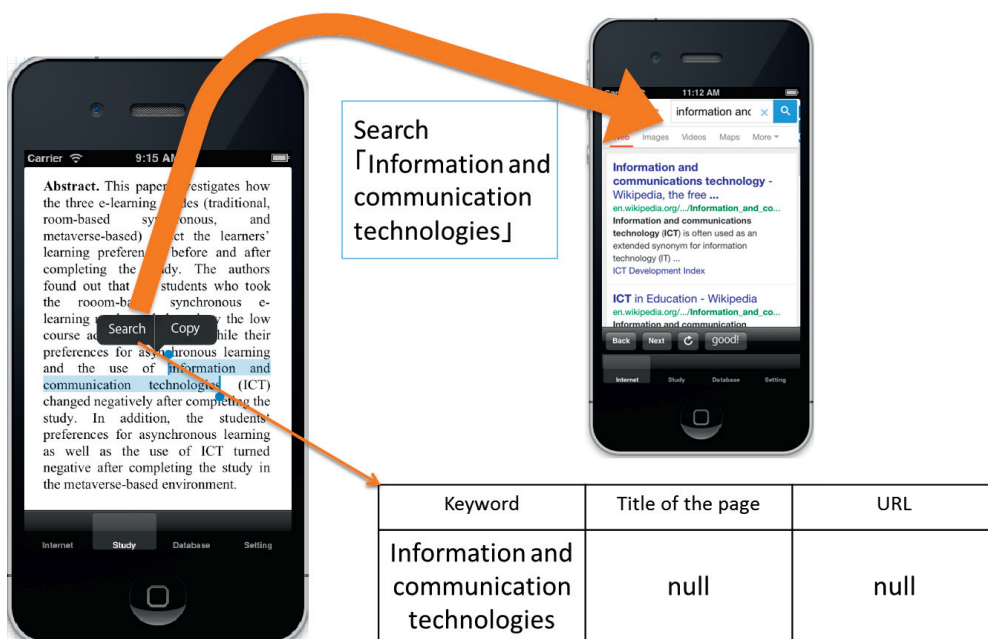 Carrier 9:15 AM
Abstract. This paper investigates how
the three e-learning modes (traditional,
room-based synchronous, and
metaverse-based) affect the learners'
learning preferences before and after
completing the study. The authors
found out that students who took
the rooom-based synchronous e-
learning the low
course while their
Search Copy
preferences for asynchronous learning
and the use of information and
communication technologies (ICT)
changed negatively after completing the
study. In addition, the students'
preferences for asynchronous learning
as well as the use of ICT turned
negative after completing the study in
the metaverse-based environment.
Internet Study Database Setting
Search
「Information and
communication
technologies」
Carrier 11:12 AM
information anc ×
Web Images Videos Maps More
Information and
communications technology -
Wikipedia, the free ...
en.wikipedia.org/.../Information_and_co...
Information and communications
technology (ICT) is often used as an
extended synonym for information
technology (IT) ...
ICT Development Index
ICT in Education - Wikipedia
en.wikipedia.org/.../Information_and_co...
Information and communication
Back Next good!
Internet Study Database Setting
Keyword Title of the page URL
Information and
communication
technologies
null null